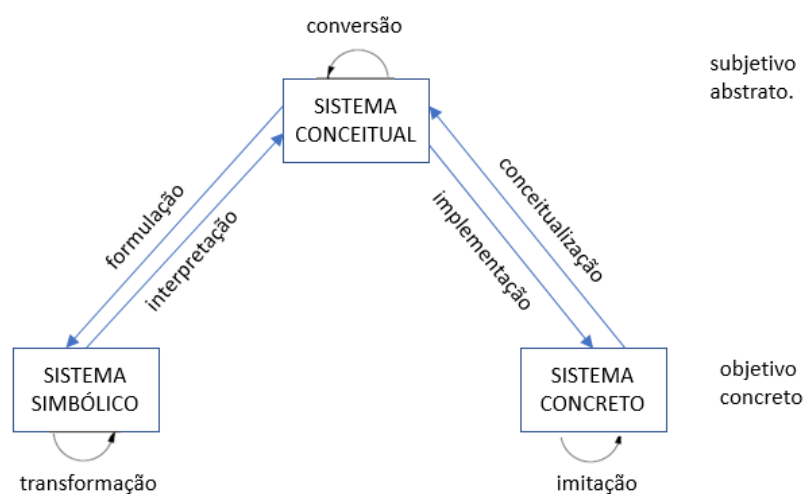 conversão
subjetivo
abstrato.
SISTEMA
CONCEITUAL
formulação
interpretação
implementação
conceitualização
SISTEMA
SIMBÓLICO
SISTEMA
CONCRETO
objetivo
concreto
transformação
imitação